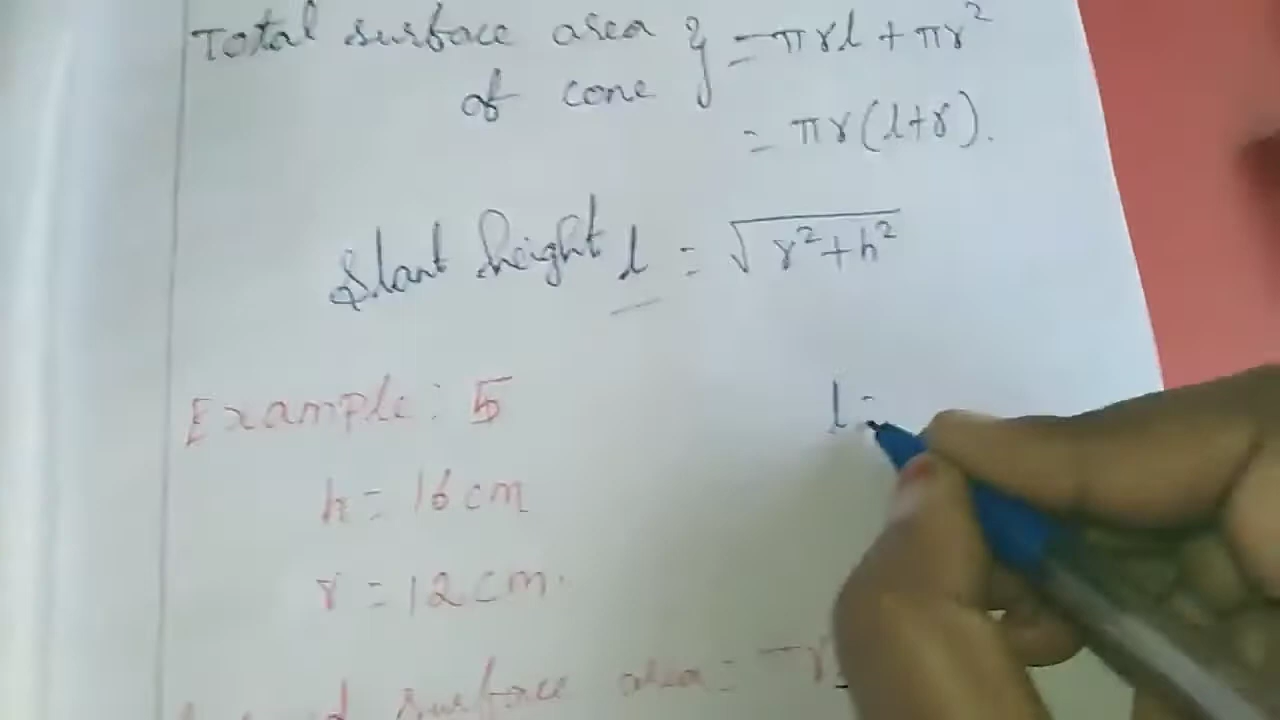 Total surface area } = πrl + πr²
of cone
= πr(l+r).
Slant height l = √r²+h²
Example: 5
l =
h = 16 cm
r = 12 cm.
surface area =